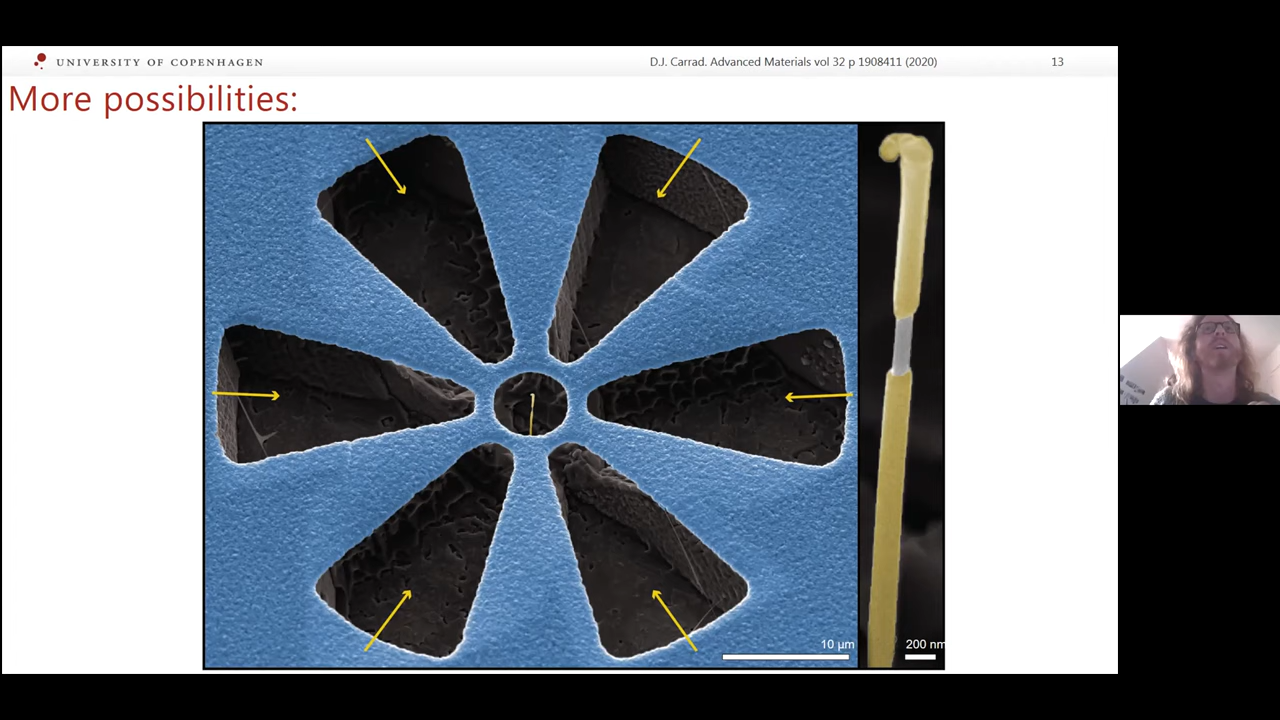 UNIVERSITY OF COPENHAGEN
D.J. Carrad. Advanced Materials vol 32 p 1908411 (2020)
13
More possibilities:
10 µm
200 nm